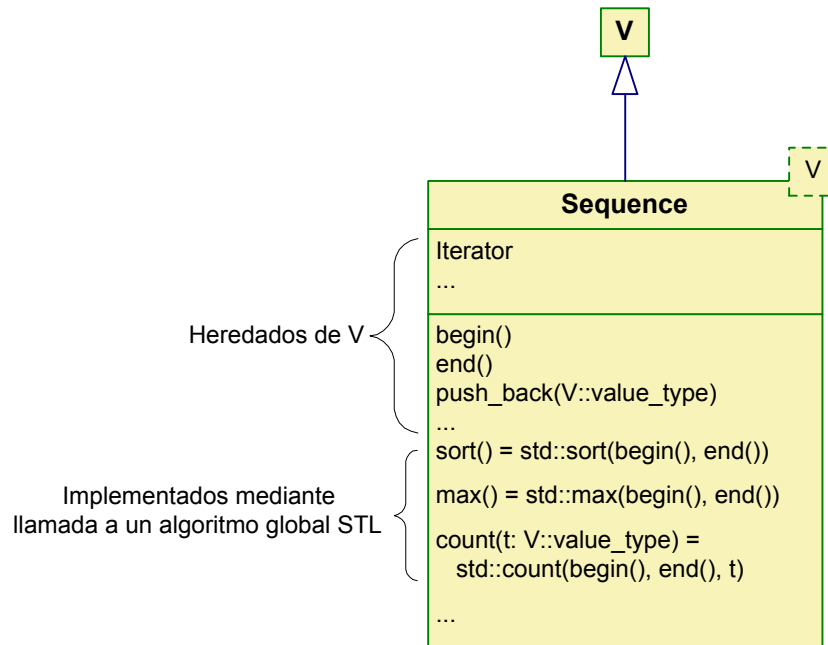 V
V
Sequence
Iterator
...
Heredados de V
begin()
end()
push_back(V::value_type)
...
sort() = std::sort(begin(), end())
Implementados mediante
llamada a un algoritmo global STL
max() = std::max(begin(), end())
count(t: V::value_type) =
std::count(begin(), end(), t)
...